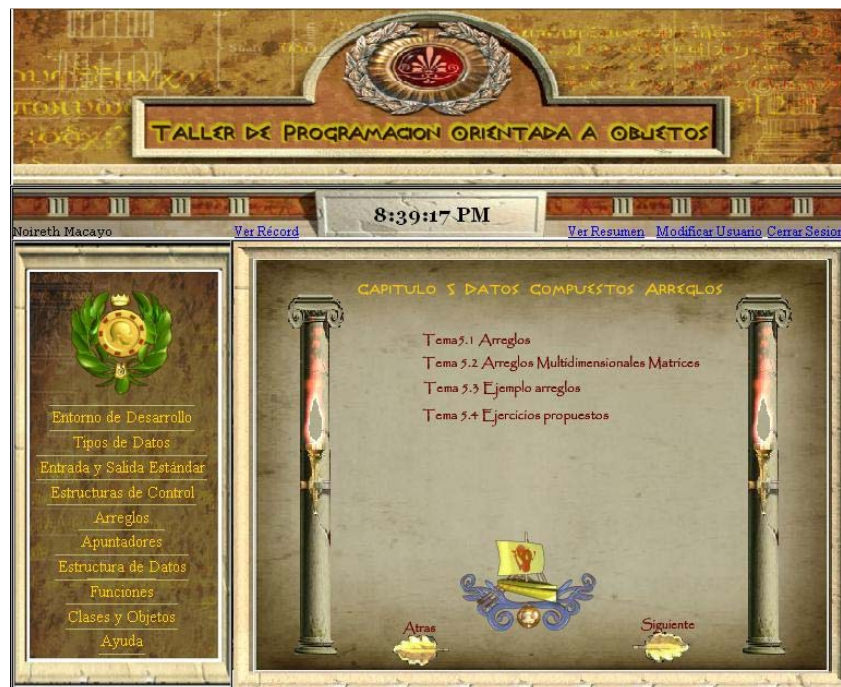 TALLER DE PROGRAMACION ORIENTADA A OBJETOS
8:39:17 PM
Noireth Macayo
Ver Récord
Ver Resumen Modificar Usuario Cerrar Sesion
CAPITULO 5 DATOS COMPUESTOS ARREGLOS
Tema5.1 Arreglos
Tema 5.2 Arreglos Multidimensionales Matrices
Tema 5.3 Ejemplo arreglos
Tema 5.4 Ejercicios propuestos
Entorno de Desarrollo
Tipos de Datos
Entrada y Salida Estándar
Estructuras de Control
Arreglos
Apuntadores
Estructura de Datos
Funciones
Clases y Objetos
Ayuda
Atras
Siguiente